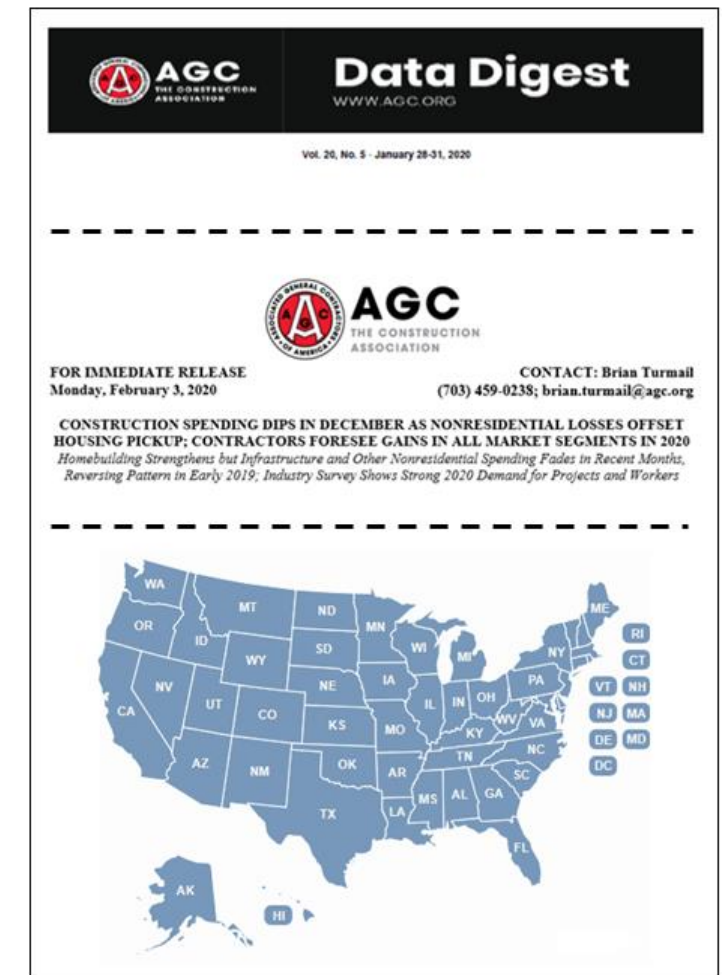 AGC
THE CONSTRUCTION
ASSOCIATION
Data Digest
WWW.AGC.ORG
Vol. 20, No. 5 - January 28-31, 2020
ASSOCIATED GENERAL CONTRACTORS
AGC
OF AMERICA
AGC
THE CONSTRUCTION
ASSOCIATION
FOR IMMEDIATE RELEASE
Monday, February 3, 2020
CONTACT: Brian Turmail
(703) 459-0238; brian.turmail@agc.org
CONSTRUCTION SPENDING DIPS IN DECEMBER AS NONRESIDENTIAL LOSSES OFFSET
HOUSING PICKUP; CONTRACTORS FORESEE GAINS IN ALL MARKET SEGMENTS IN 2020
Homebuilding Strengthens but Infrastructure and Other Nonresidential Spending Fades in Recent Months,
Reversing Pattern in Early 2019; Industry Survey Shows Strong 2020 Demand for Projects and Workers
WA
MT
ND
MN
ME
OR
ID
WY
SD
WI
MI
NY
RI
CT
NV
UT
NE
IA
PA
VT
NH
CA
CO
KS
MO
IL
IN
OH
WV
VA
NJ
MA
KY
DE
MD
AZ
NM
OK
AR
TN
NC
DC
TX
LA
MS
AL
GA
SC
FL
AK
HI